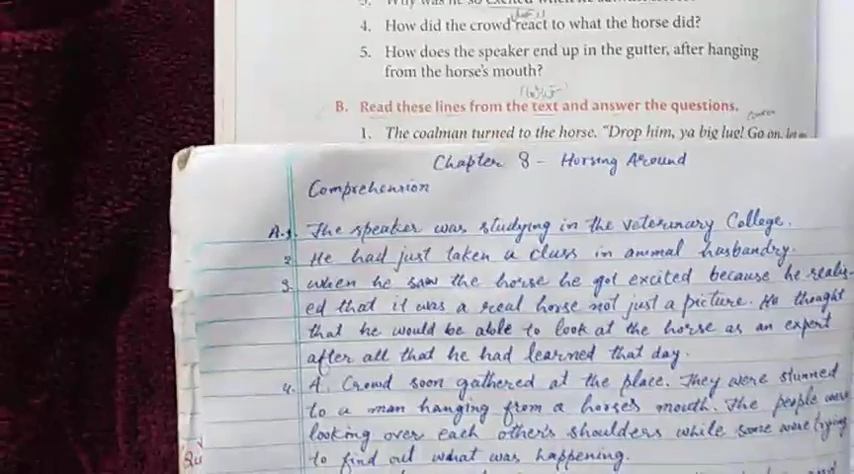 4. How did the crowd react to what the horse did?
5. How does the speaker end up in the gutter, after hanging
from the horse's mouth?
B. Read these lines from the text and answer the questions.
1. The coalman turned to the horse. "Drop him, ya big lug! Go on, let
Chapter 8 - Horsing Around
Comprehension
A.1. The speaker was studying in the veterinary College.
2. He had just taken a class in animal husbandry.
3. when he saw the horse he got excited because he realis-
ed that it was a real horse not just a picture. He thought
that he would be able to look at the horse as an expert
after all that he had learned that day.
4. A. Crowd soon gathered at the place. They were stunned
to a man hanging from a horse's mouth. The people were
looking over each other's shoulders while some were trying
to find out what was happening.